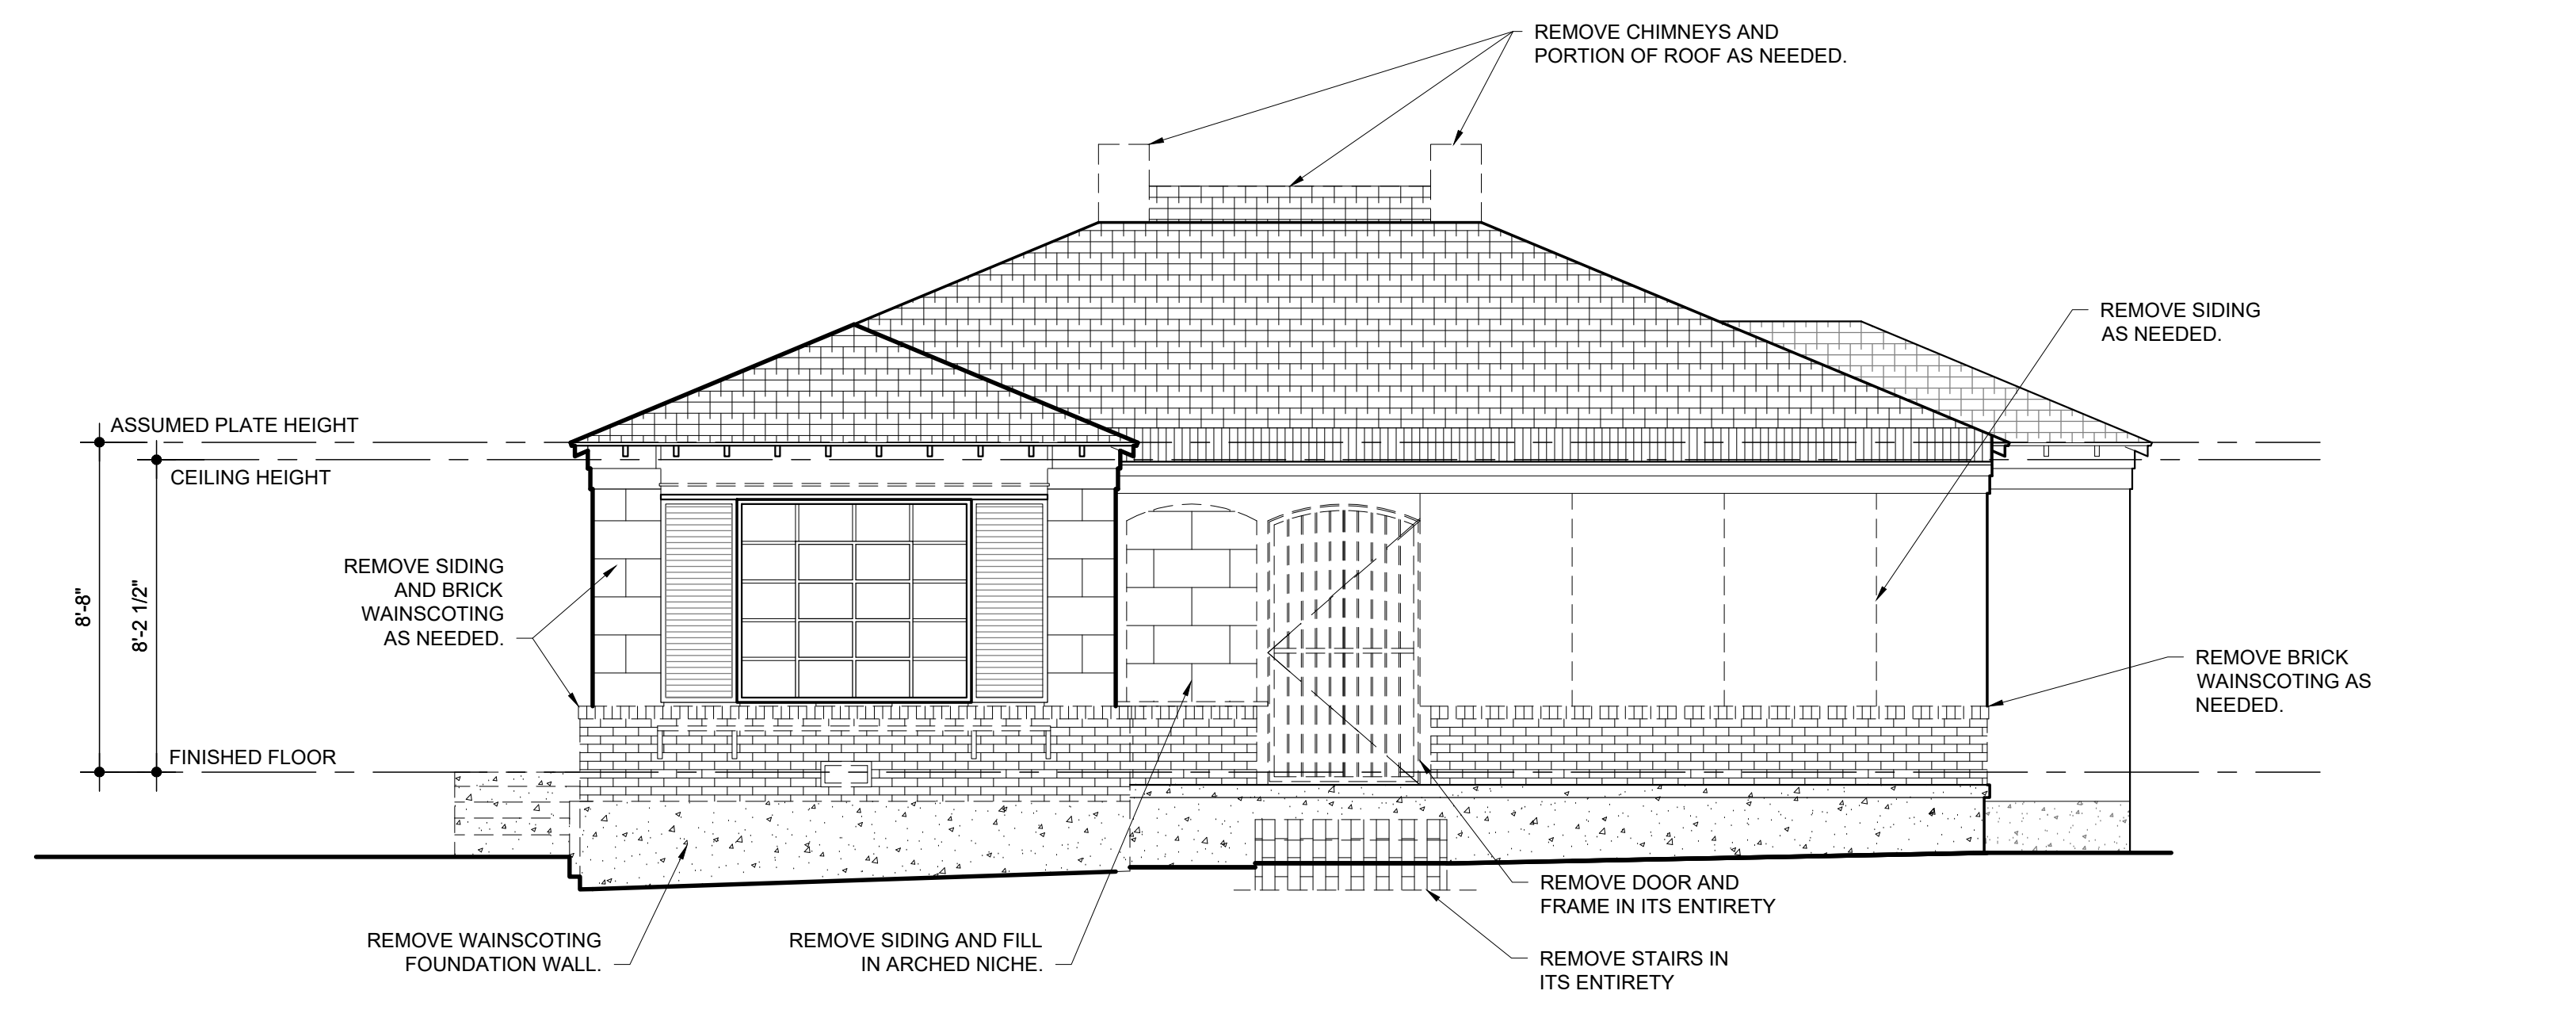 REMOVE CHIMNEYS AND
PORTION OF ROOF AS NEEDED.
REMOVE SIDING
AS NEEDED.
ASSUMED PLATE HEIGHT
CEILING HEIGHT
8'-8"
8'-2 1/2"
REMOVE SIDING
AND BRICK
WAINSCOTING
AS NEEDED.
REMOVE BRICK
WAINSCOTING AS
NEEDED.
FINISHED FLOOR
REMOVE DOOR AND
FRAME IN ITS ENTIRETY
REMOVE WAINSCOTING
FOUNDATION WALL.
REMOVE SIDING AND FILL
IN ARCHED NICHE.
REMOVE STAIRS IN
ITS ENTIRETY